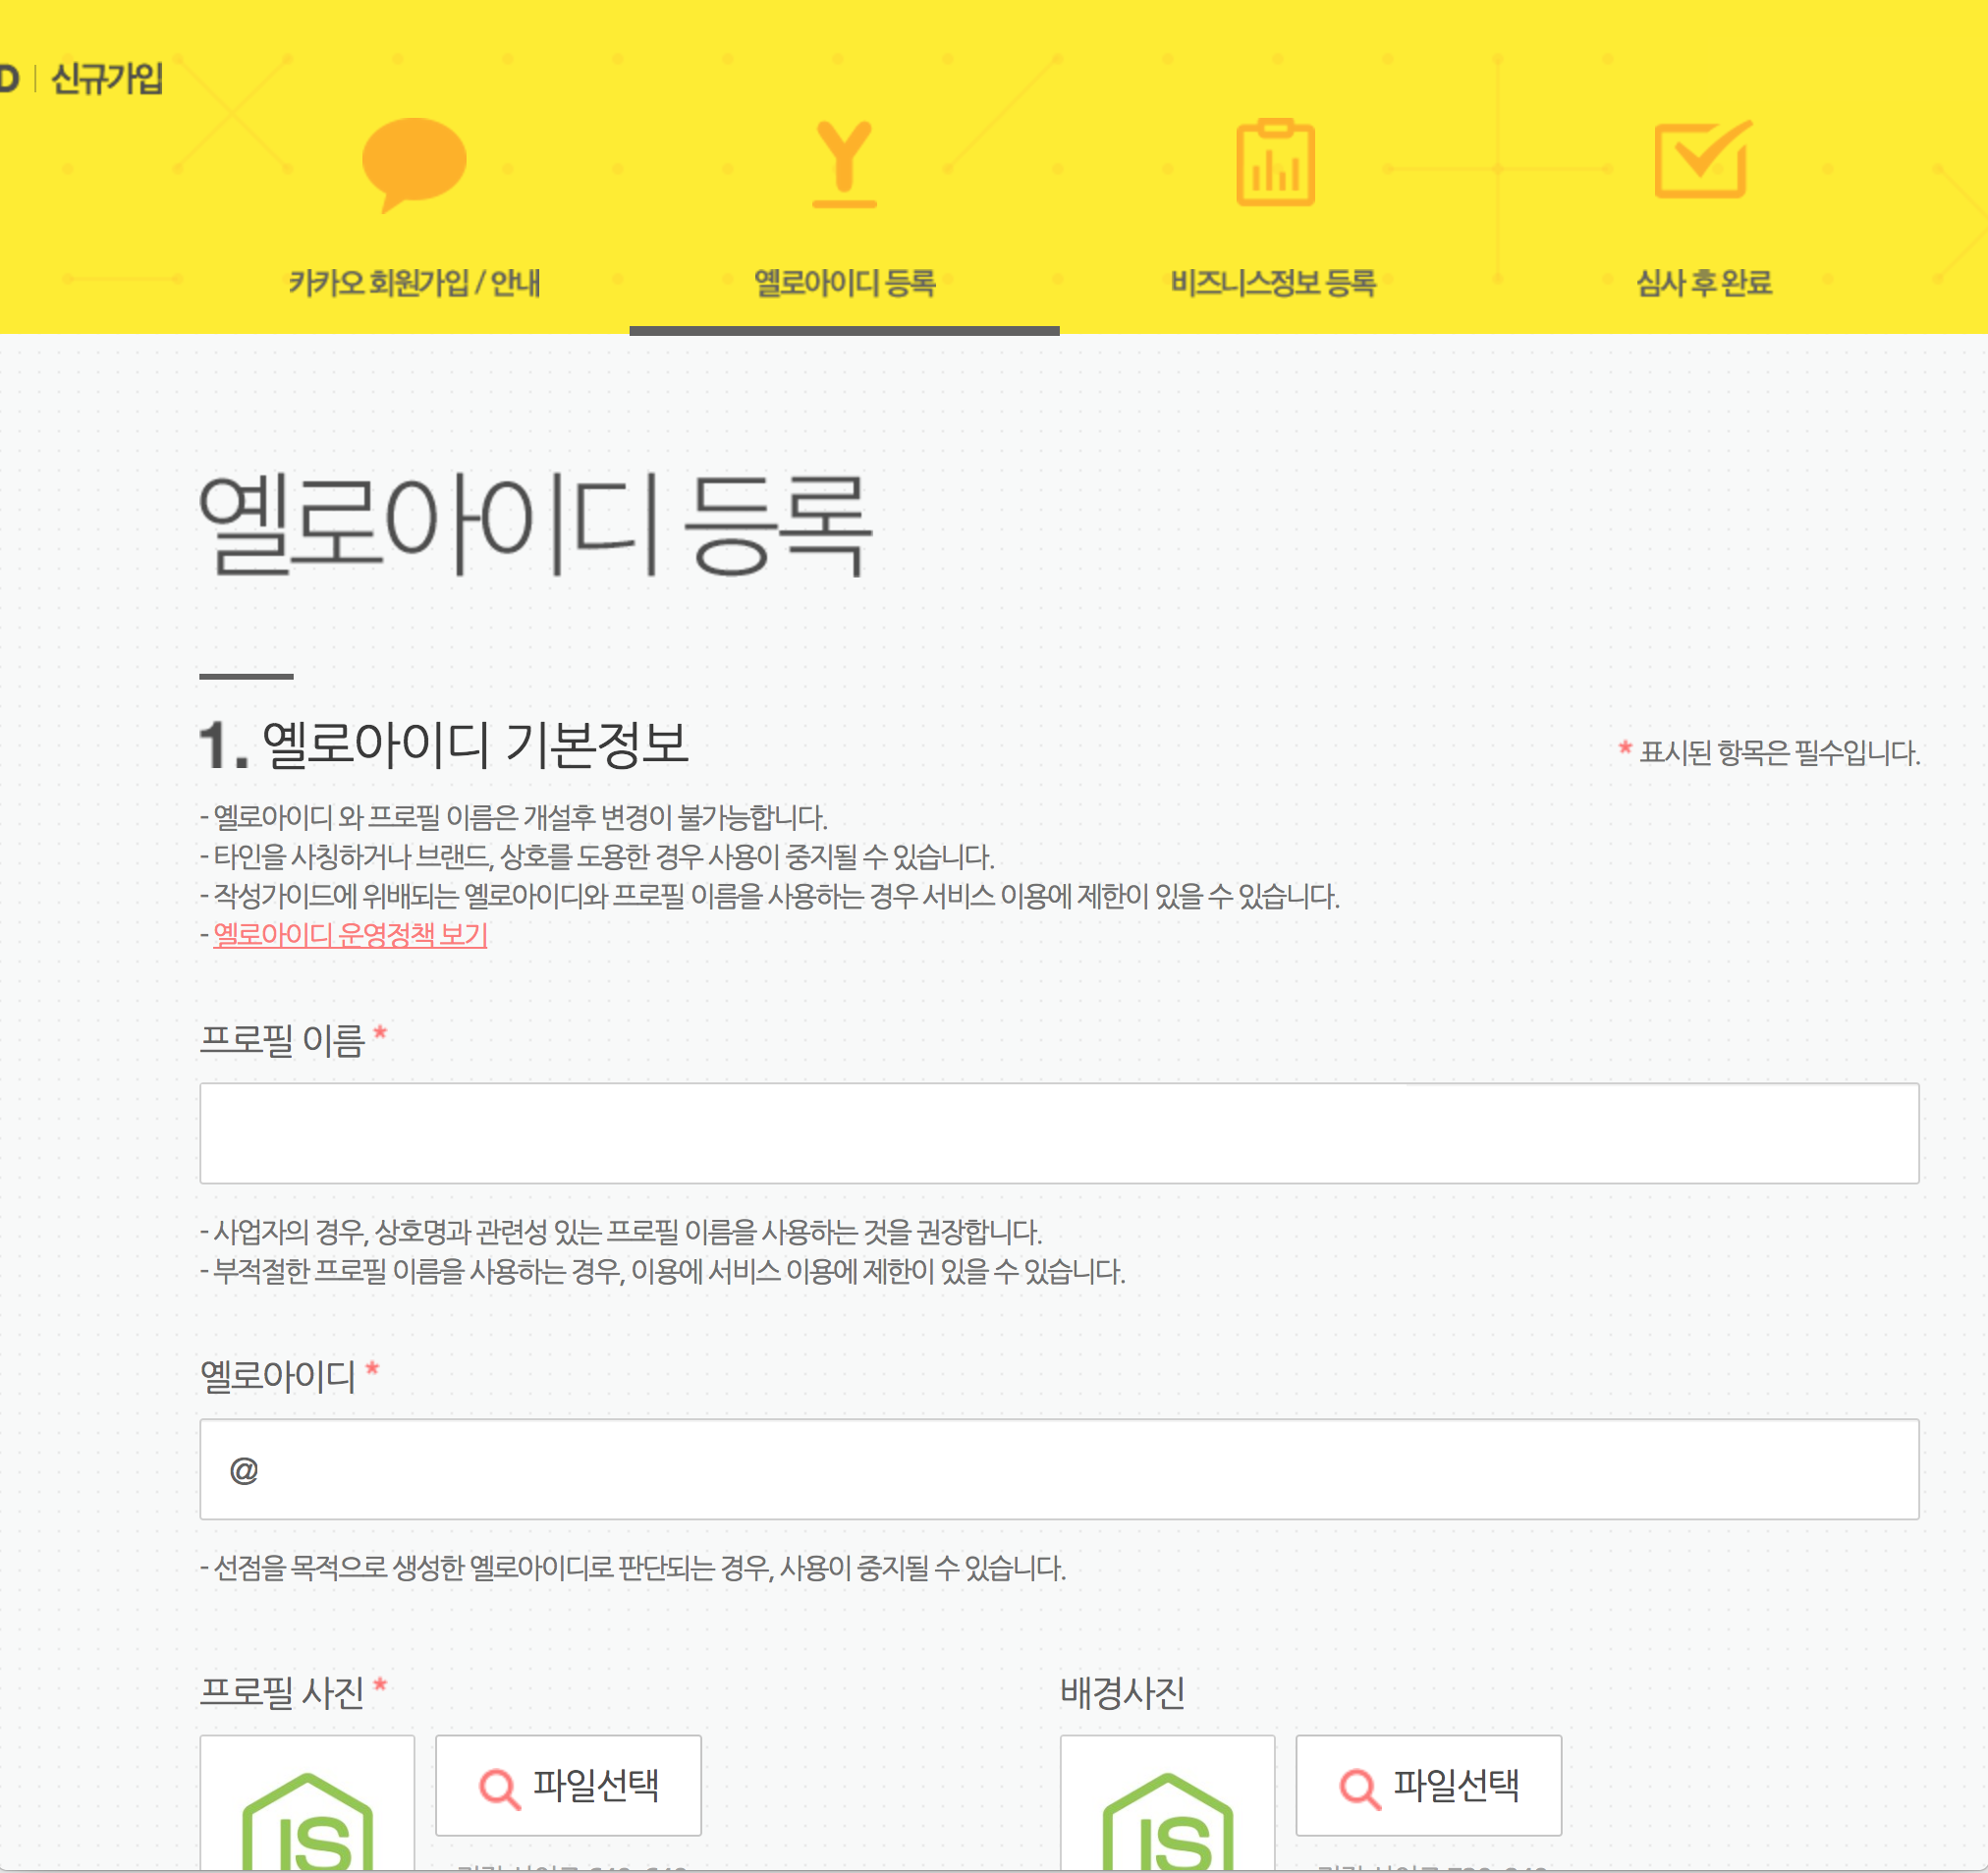 D | 신규가입
카카오 회원가입 / 안내
옐로아이디 등록
비즈니스정보 등록
심사 후 완료
옐로아이디 등록
1. 옐로아이디 기본정보
* 표시된 항목은 필수입니다.
- 옐로아이디 와 프로필 이름은 개설후 변경이 불가능합니다.
- 타인을 사칭하거나 브랜드, 상호를 도용한 경우 사용이 중지될 수 있습니다.
- 작성가이드에 위배되는 옐로아이디와 프로필 이름을 사용하는 경우 서비스 이용에 제한이 있을 수 있습니다.
- 옐로아이디 운영정책 보기
프로필 이름 *
- 사업자의 경우, 상호명과 관련성 있는 프로필 이름을 사용하는 것을 권장합니다.
- 부적절한 프로필 이름을 사용하는 경우, 이용에 서비스 이용에 제한이 있을 수 있습니다.
옐로아이디 *
@
- 선점을 목적으로 생성한 옐로아이디로 판단되는 경우, 사용이 중지될 수 있습니다.
프로필 사진 *
배경사진
JS
파일선택
JS
파일선택